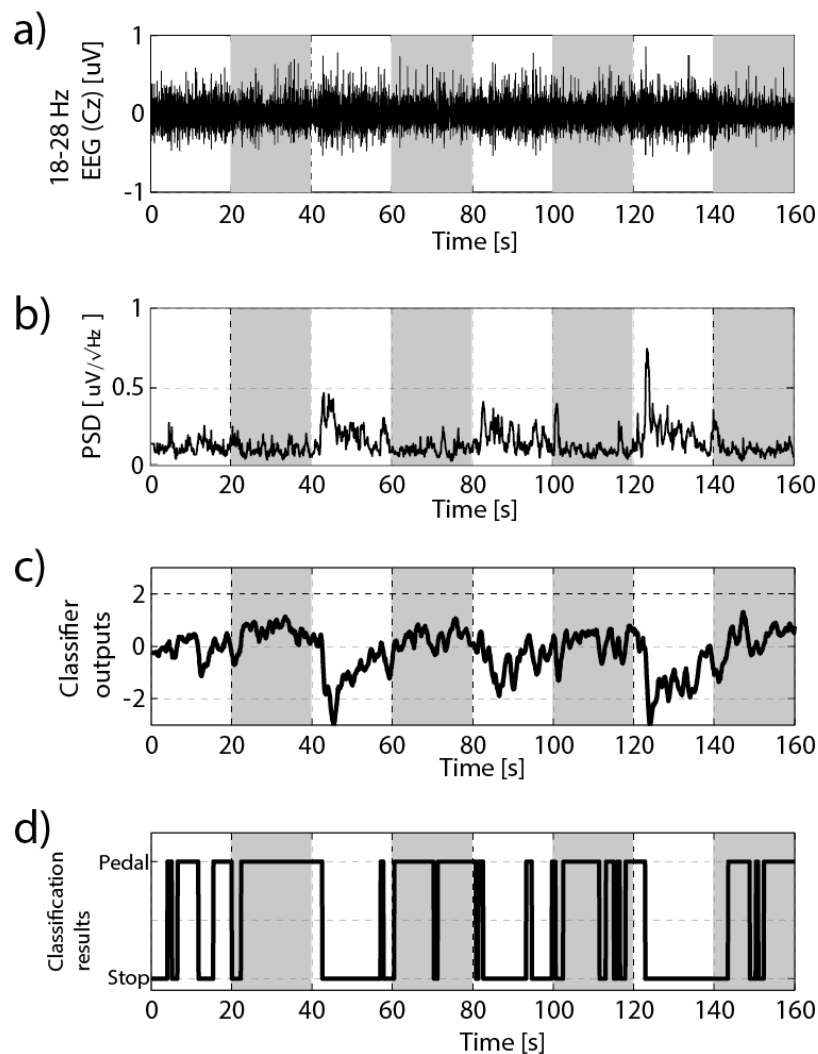 a)
18-28 Hz
EEG (Cz) [uV]
1
0
-1
0 20 40 60 80 100 120 140 160
Time [s]
b)
PSD [ uV/√Hz ]
1
0.5
0
0 20 40 60 80 100 120 140 160
Time [s]
c)
Classifier
outputs
2
0
-2
0 20 40 60 80 100 120 140 160
Time [s]
d)
Classification
results
Pedal
Stop
0 20 40 60 80 100 120 140 160
Time [s]